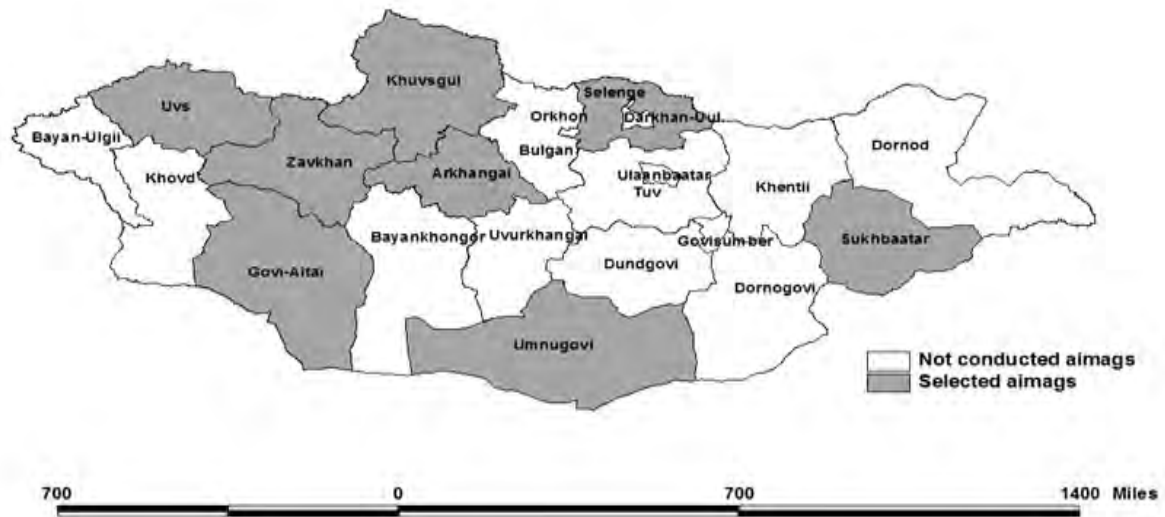 Khuvsgul
Uvs
Selenge
Orkhon
Darkhan-Uul
Bayan-Ulgii
Bulgan
Dornod
Zavkhan
Arkhangai
Ulaanbaatar
Khovd
Tuv
Khentii
Bayankhongor
Uvurkhangai
Govisumber
Sukhbaatar
Govi-Altai
Dundgovi
Dornogovi
Umnugovi
Not conducted aimags
Selected aimags
700 0 700 1400 Miles